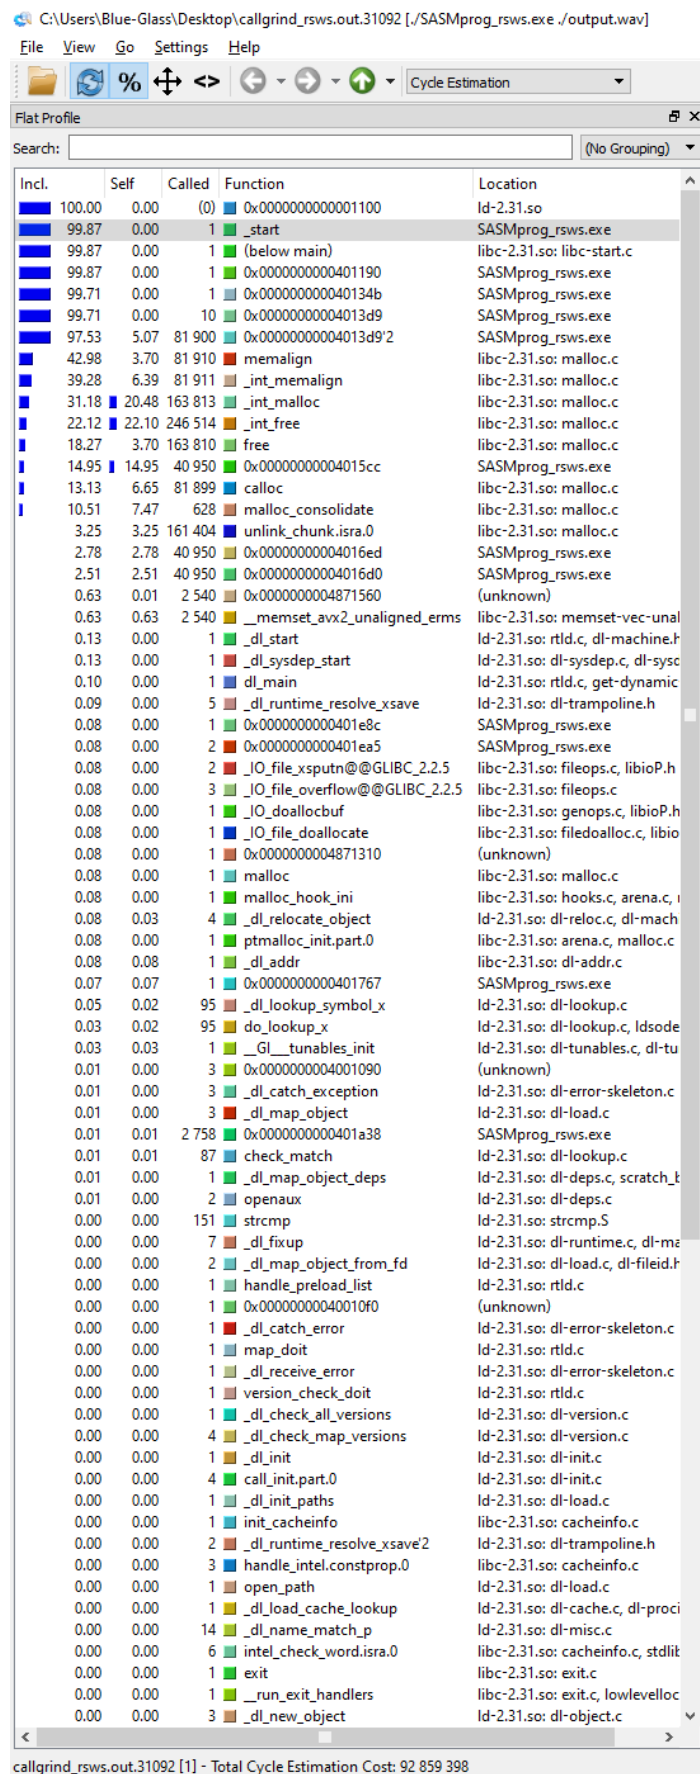 C:\Users\Blue-Glass\Desktop\callgrind_rsws.out.31092 [./SASMprog_rsws.exe ./output.wav]
File View Go Settings Help
% <> Cycle Estimation
Flat Profile
Search: (No Grouping)
Incl. Self Called Function Location
100.00 0.00 (0) 0x0000000000001100 ld-2.31.so
99.87 0.00 1 _start SASMprog_rsws.exe
99.87 0.00 1 (below main) libc-2.31.so: libc-start.c
99.87 0.00 1 0x0000000000401190 SASMprog_rsws.exe
99.71 0.00 1 0x000000000040134b SASMprog_rsws.exe
99.71 0.00 10 0x00000000004013d9 SASMprog_rsws.exe
97.53 5.07 81 900 0x00000000004013d9'2 SASMprog_rsws.exe
42.98 3.70 81 910 memalign libc-2.31.so: malloc.c
39.28 6.39 81 911 _int_memalign libc-2.31.so: malloc.c
31.18 20.48 163 813 _int_malloc libc-2.31.so: malloc.c
22.12 22.10 246 514 _int_free libc-2.31.so: malloc.c
18.27 3.70 163 810 free libc-2.31.so: malloc.c
14.95 14.95 40 950 0x00000000004015cc SASMprog_rsws.exe
13.13 6.65 81 899 calloc libc-2.31.so: malloc.c
10.51 7.47 628 malloc_consolidate libc-2.31.so: malloc.c
3.25 3.25 161 404 unlink_chunk.isra.0 libc-2.31.so: malloc.c
2.78 2.78 40 950 0x00000000004016ed SASMprog_rsws.exe
2.51 2.51 40 950 0x00000000004016d0 SASMprog_rsws.exe
0.63 0.01 2 540 0x0000000004871560 (unknown)
0.63 0.63 2 540 __memset_avx2_unaligned_erms libc-2.31.so: memset-vec-unal
0.13 0.00 1 _dl_start ld-2.31.so: rtld.c, dl-machine.h
0.13 0.00 1 _dl_sysdep_start ld-2.31.so: dl-sysdep.c, dl-sysd
0.10 0.00 1 dl_main ld-2.31.so: rtld.c, get-dynamic
0.09 0.00 5 _dl_runtime_resolve_xsave ld-2.31.so: dl-trampoline.h
0.08 0.00 1 0x0000000000401e8c SASMprog_rsws.exe
0.08 0.00 2 0x0000000000401ea5 SASMprog_rsws.exe
0.08 0.00 2 _IO_file_xsputn@@GLIBC_2.2.5 libc-2.31.so: fileops.c, libioP.h
0.08 0.00 3 _IO_file_overflow@@GLIBC_2.2.5 libc-2.31.so: fileops.c
0.08 0.00 1 _IO_doallocbuf libc-2.31.so: genops.c, libioP.h
0.08 0.00 1 _IO_file_doallocate libc-2.31.so: filedoalloc.c, libio
0.08 0.00 1 0x0000000004871310 (unknown)
0.08 0.00 1 malloc libc-2.31.so: malloc.c
0.08 0.00 1 malloc_hook_ini libc-2.31.so: hooks.c, arena.c,
0.08 0.03 4 _dl_relocate_object ld-2.31.so: dl-reloc.c, dl-mach
0.08 0.00 1 ptmalloc_init.part.0 libc-2.31.so: arena.c, malloc.c
0.08 0.08 1 _dl_addr libc-2.31.so: dl-addr.c
0.07 0.07 1 0x0000000000401767 SASMprog_rsws.exe
0.05 0.02 95 _dl_lookup_symbol_x ld-2.31.so: dl-lookup.c
0.03 0.02 95 do_lookup_x ld-2.31.so: dl-lookup.c, ldsode
0.03 0.03 1 __GI___tunables_init ld-2.31.so: dl-tunables.c, dl-tu
0.01 0.00 3 0x0000000004001090 (unknown)
0.01 0.00 3 _dl_catch_exception ld-2.31.so: dl-error-skeleton.c
0.01 0.00 3 _dl_map_object ld-2.31.so: dl-load.c
0.01 0.01 2 758 0x0000000000401a38 SASMprog_rsws.exe
0.01 0.01 87 check_match ld-2.31.so: dl-lookup.c
0.01 0.00 1 _dl_map_object_deps ld-2.31.so: dl-deps.c, scratch_b
0.01 0.00 2 openaux ld-2.31.so: dl-deps.c
0.00 0.00 151 strcmp ld-2.31.so: strcmp.S
0.00 0.00 7 _dl_fixup ld-2.31.so: dl-runtime.c, dl-ma
0.00 0.00 2 _dl_map_object_from_fd ld-2.31.so: dl-load.c, dl-fileid.h
0.00 0.00 1 handle_preload_list ld-2.31.so: rtld.c
0.00 0.00 1 0x00000000040010f0 (unknown)
0.00 0.00 1 _dl_catch_error ld-2.31.so: dl-error-skeleton.c
0.00 0.00 1 map_doit ld-2.31.so: rtld.c
0.00 0.00 1 _dl_receive_error ld-2.31.so: dl-error-skeleton.c
0.00 0.00 1 version_check_doit ld-2.31.so: rtld.c
0.00 0.00 1 _dl_check_all_versions ld-2.31.so: dl-version.c
0.00 0.00 4 _dl_check_map_versions ld-2.31.so: dl-version.c
0.00 0.00 1 _dl_init ld-2.31.so: dl-init.c
0.00 0.00 4 call_init.part.0 ld-2.31.so: dl-init.c
0.00 0.00 1 _dl_init_paths ld-2.31.so: dl-load.c
0.00 0.00 1 init_cacheinfo libc-2.31.so: cacheinfo.c
0.00 0.00 2 _dl_runtime_resolve_xsave'2 ld-2.31.so: dl-trampoline.h
0.00 0.00 3 handle_intel.constprop.0 libc-2.31.so: cacheinfo.c
0.00 0.00 1 open_path ld-2.31.so: dl-load.c
0.00 0.00 1 _dl_load_cache_lookup ld-2.31.so: dl-cache.c, dl-proci
0.00 0.00 14 _dl_name_match_p ld-2.31.so: dl-misc.c
0.00 0.00 6 intel_check_word.isra.0 libc-2.31.so: cacheinfo.c, stdlib
0.00 0.00 1 exit libc-2.31.so: exit.c
0.00 0.00 1 __run_exit_handlers libc-2.31.so: exit.c, lowlevelloc
0.00 0.00 3 _dl_new_object ld-2.31.so: dl-object.c
callgrind_rsws.out.31092 [1] - Total Cycle Estimation Cost: 92 859 398